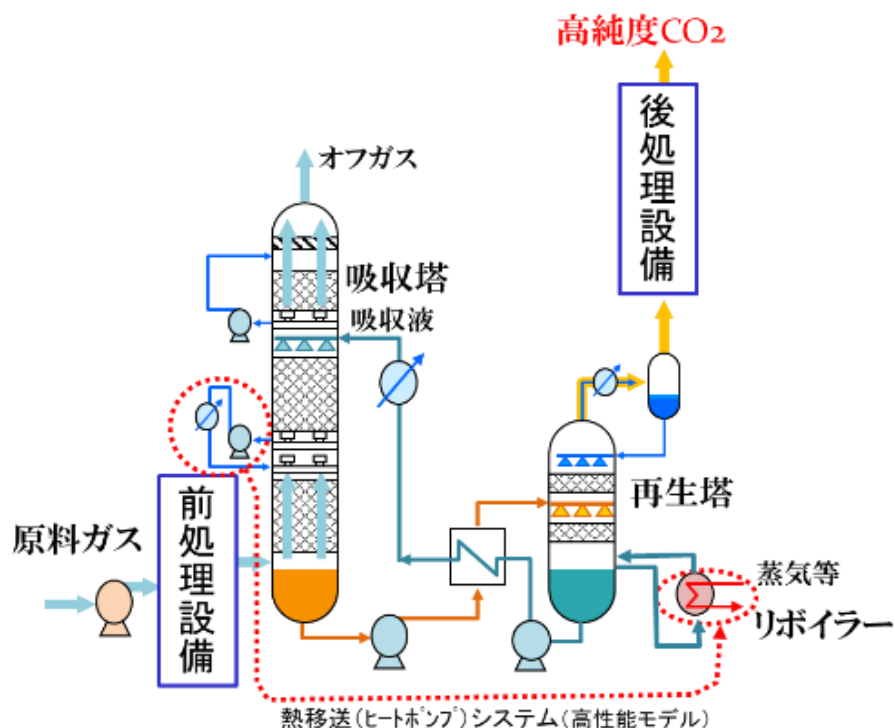 高純度CO2
後処理設備
オフガス
吸収塔
吸収液
再生塔
前処理設備
原料ガス
蒸気等
リボイラー
熱移送(ﾋｰﾄﾎﾟﾝﾌﾟ)システム(高性能モデル)